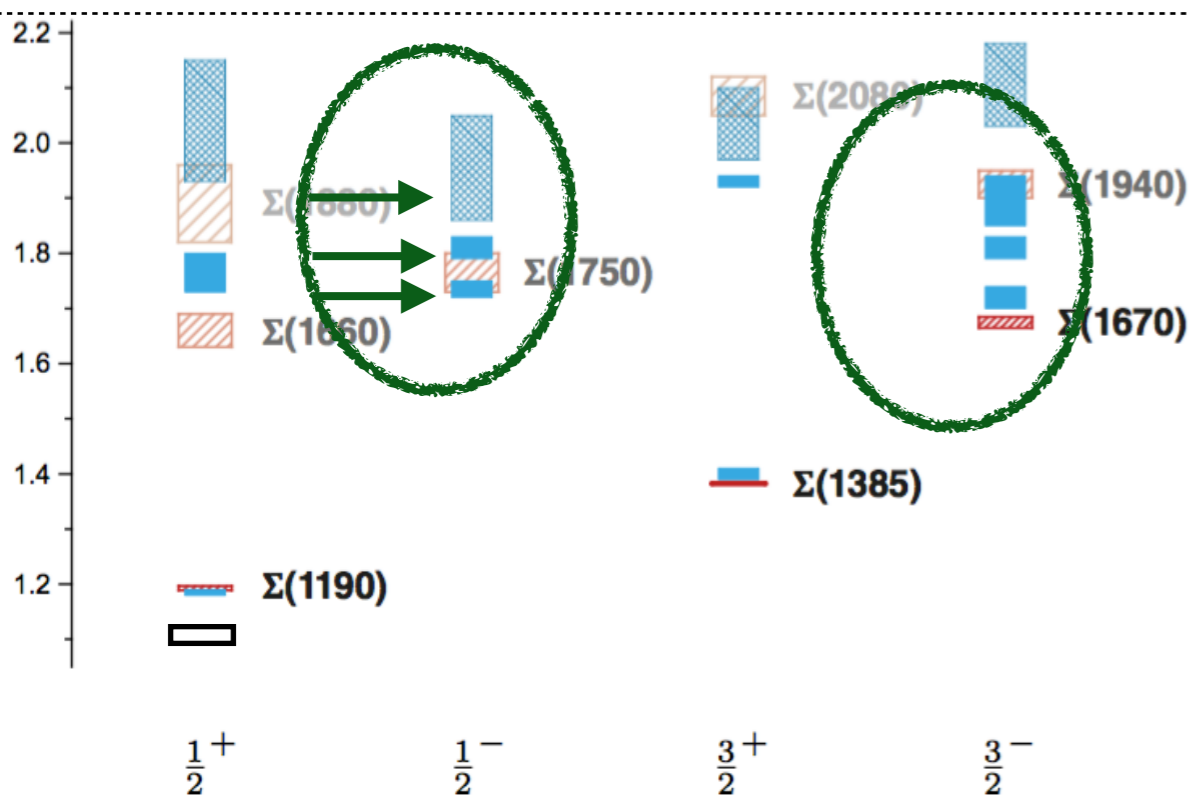 2.2
2.0
1.8
1.6
1.4
1.2
Σ(2080)
Σ(1880)
Σ(1940)
Σ(1750)
Σ(1660)
Σ(1670)
Σ(1385)
Σ(1190)
1/2⁺ 1/2⁻ 3/2⁺ 3/2⁻